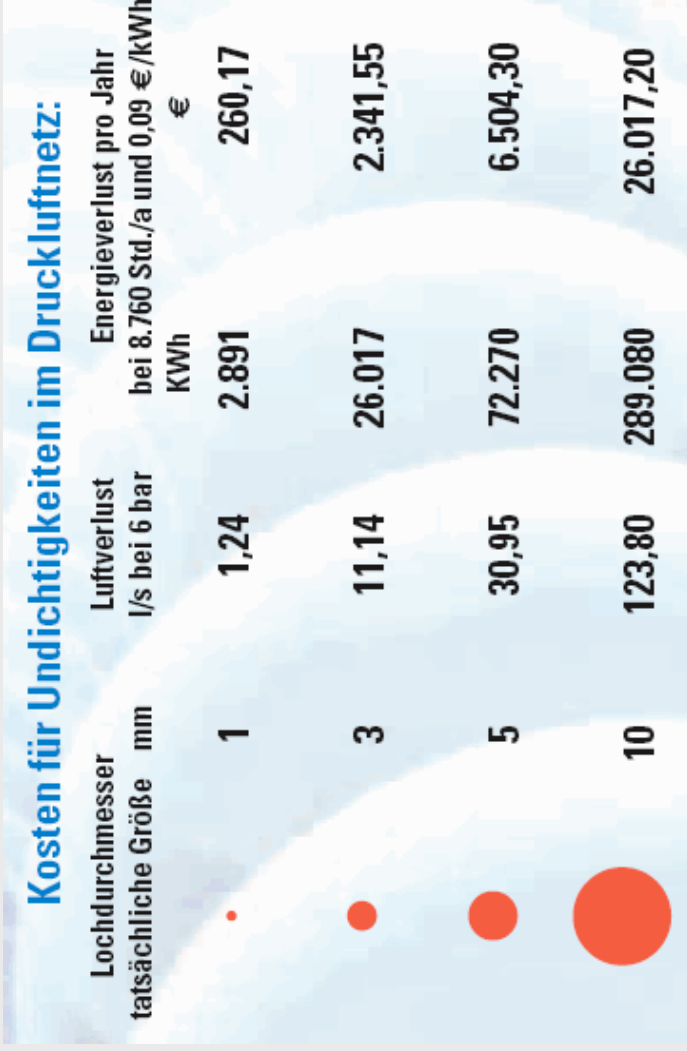 Kosten für Undichtigkeiten im Druckluftnetz:
Lochdurchmesser Luftverlust Energieverlust pro Jahr
tatsächliche Größe mm l/s bei 6 bar bei 8.760 Std./a und 0,09 €/kWh
KWh €
1 1,24 2.891 260,17
3 11,14 26.017 2.341,55
5 30,95 72.270 6.504,30
10 123,80 289.080 26.017,20